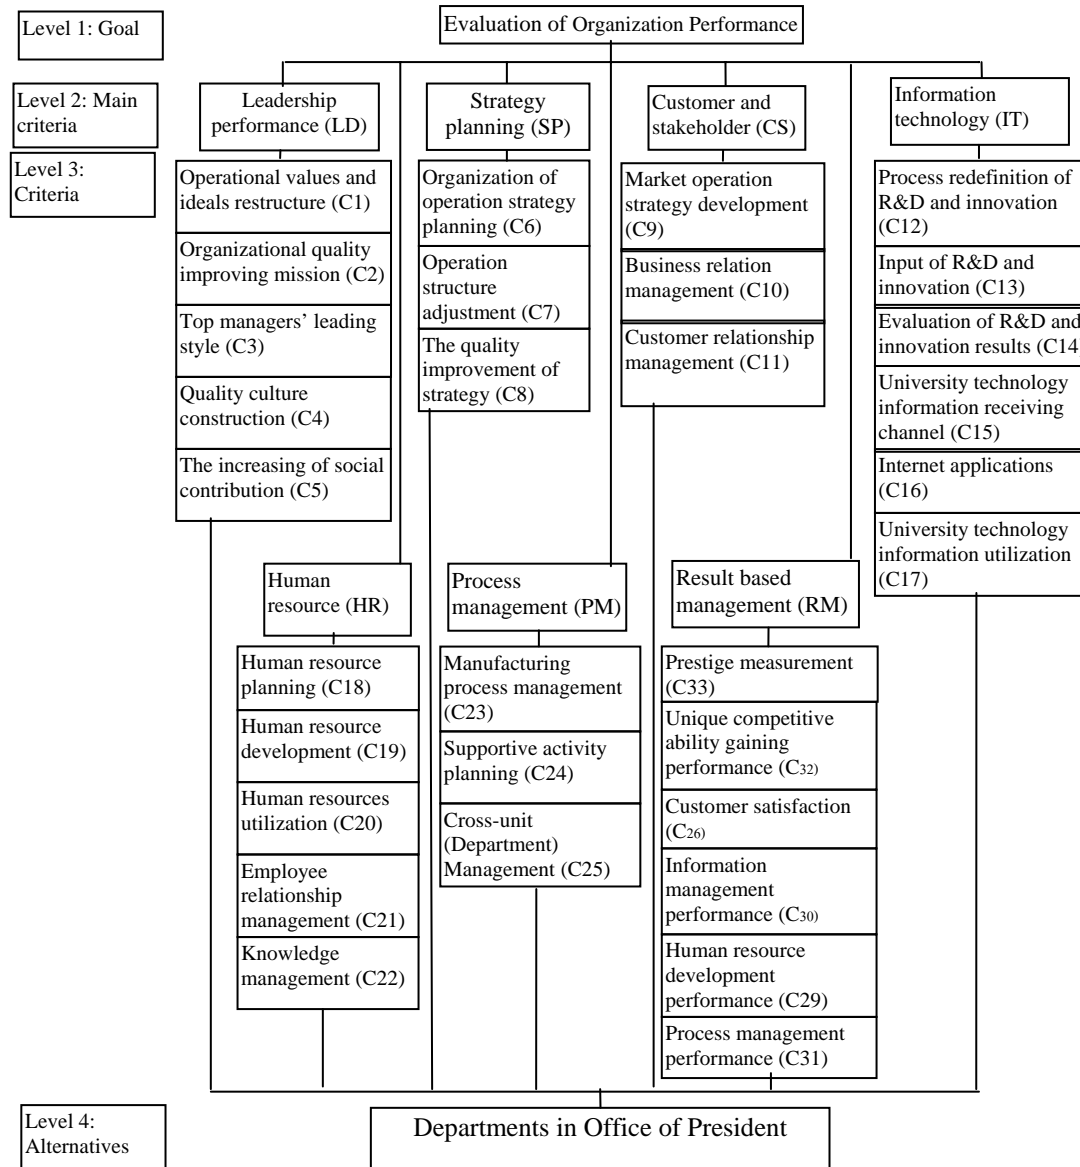 Level 1: Goal
Evaluation of Organization Performance
Level 2: Main
criteria
Leadership
performance (LD)
Strategy
planning (SP)
Customer and
stakeholder (CS)
Information
technology (IT)
Level 3:
Criteria
Operational values and
ideals restructure (C1)
Organizational quality
improving mission (C2)
Top managers’ leading
style (C3)
Quality culture
construction (C4)
The increasing of social
contribution (C5)
Organization of
operation strategy
planning (C6)
Operation
structure
adjustment (C7)
The quality
improvement of
strategy (C8)
Market operation
strategy development
(C9)
Business relation
management (C10)
Customer relationship
management (C11)
Process redefinition of
R&D and innovation
(C12)
Input of R&D and
innovation (C13)
Evaluation of R&D and
innovation results (C14)
University technology
information receiving
channel (C15)
Internet applications
(C16)
University technology
information utilization
(C17)
Human
resource (HR)
Process
management (PM)
Result based
management (RM)
Human resource
planning (C18)
Human resource
development (C19)
Human resources
utilization (C20)
Employee
relationship
management (C21)
Knowledge
management (C22)
Manufacturing
process management
(C23)
Supportive activity
planning (C24)
Cross-unit
(Department)
Management (C25)
Prestige measurement
(C33)
Unique competitive
ability gaining
performance (C32)
Customer satisfaction
(C26)
Information
management
performance (C30)
Human resource
development
performance (C29)
Process management
performance (C31)
Level 4:
Alternatives
Departments in Office of President